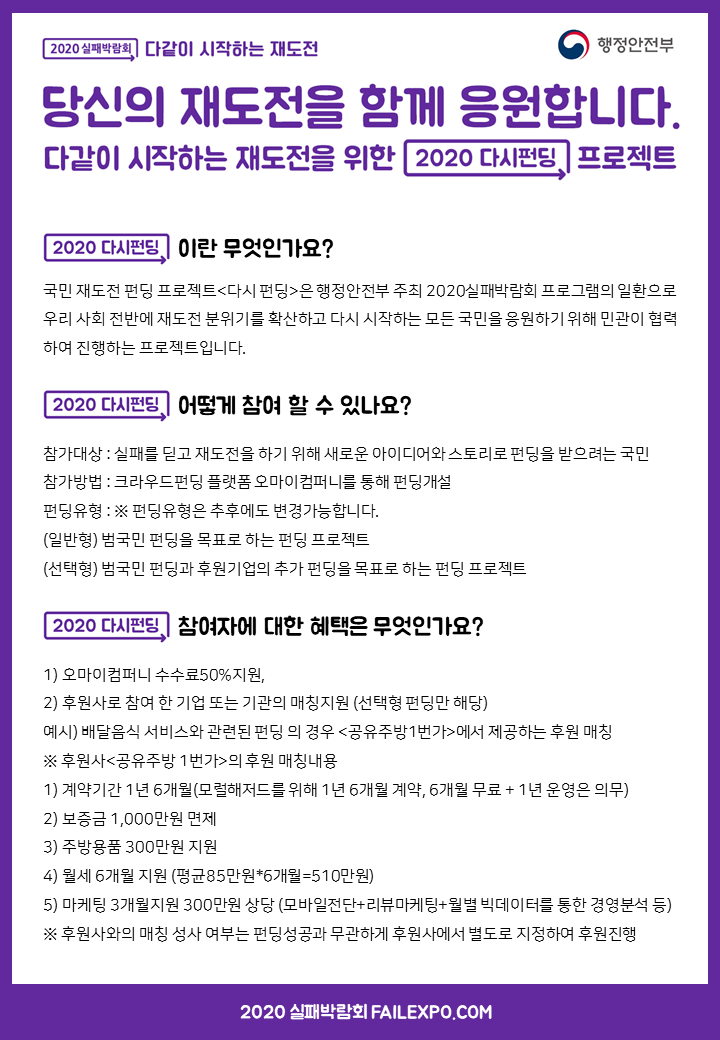 2020 실패박람회 다같이 시작하는 재도전
행정안전부
당신의 재도전을 함께 응원합니다.
다같이 시작하는 재도전을 위한 2020 다시펀딩 프로젝트
2020 다시펀딩 이란 무엇인가요?
국민 재도전 펀딩 프로젝트<다시 펀딩>은 행정안전부 주최 2020실패박람회 프로그램의 일환으로
우리 사회 전반에 재도전 분위기를 확산하고 다시 시작하는 모든 국민을 응원하기 위해 민관이 협력
하여 진행하는 프로젝트입니다.
2020 다시펀딩 어떻게 참여 할 수 있나요?
참가대상 : 실패를 딛고 재도전을 하기 위해 새로운 아이디어와 스토리로 펀딩을 받으려는 국민
참가방법 : 크라우드펀딩 플랫폼 오마이컴퍼니를 통해 펀딩개설
펀딩유형 : ※ 펀딩유형은 추후에도 변경가능합니다.
(일반형) 범국민 펀딩을 목표로 하는 펀딩 프로젝트
(선택형) 범국민 펀딩과 후원기업의 추가 펀딩을 목표로 하는 펀딩 프로젝트
2020 다시펀딩 참여자에 대한 혜택은 무엇인가요?
1) 오마이컴퍼니 수수료50%지원,
2) 후원사로 참여 한 기업 또는 기관의 매칭지원 (선택형 펀딩만 해당)
예시) 배달음식 서비스와 관련된 펀딩 의 경우 <공유주방1번가>에서 제공하는 후원 매칭
※ 후원사<공유주방 1번가>의 후원 매칭내용
1) 계약기간 1년 6개월(모럴해저드를 위해 1년 6개월 계약, 6개월 무료 + 1년 운영은 의무)
2) 보증금 1,000만원 면제
3) 주방용품 300만원 지원
4) 월세 6개월 지원 (평균85만원*6개월=510만원)
5) 마케팅 3개월지원 300만원 상당 (모바일전단+리뷰마케팅+월별 빅데이터를 통한 경영분석 등)
※ 후원사와의 매칭 성사 여부는 펀딩성공과 무관하게 후원사에서 별도로 지정하여 후원진행
2020 실패박람회 FAILEXPO.COM